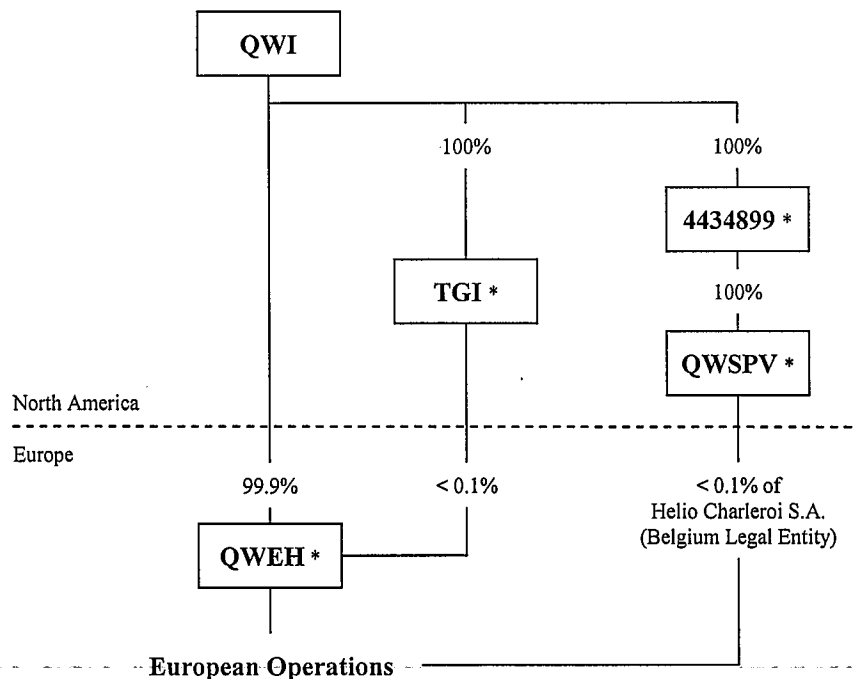 QWI
100%
100%
4434899 *
TGI *
100%
QWSPV *
North America
Europe
99.9%
< 0.1%
< 0.1% of
Helio Charleroi S.A.
(Belgium Legal Entity)
QWEH *
European Operations